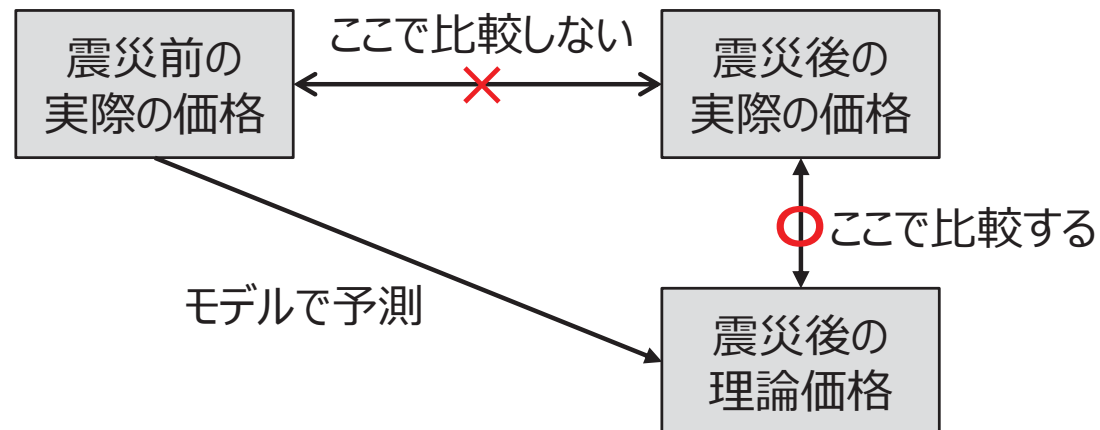 震災前の
実際の価格
ここで比較しない
震災後の
実際の価格
ここで比較する
モデルで予測
震災後の
理論価格